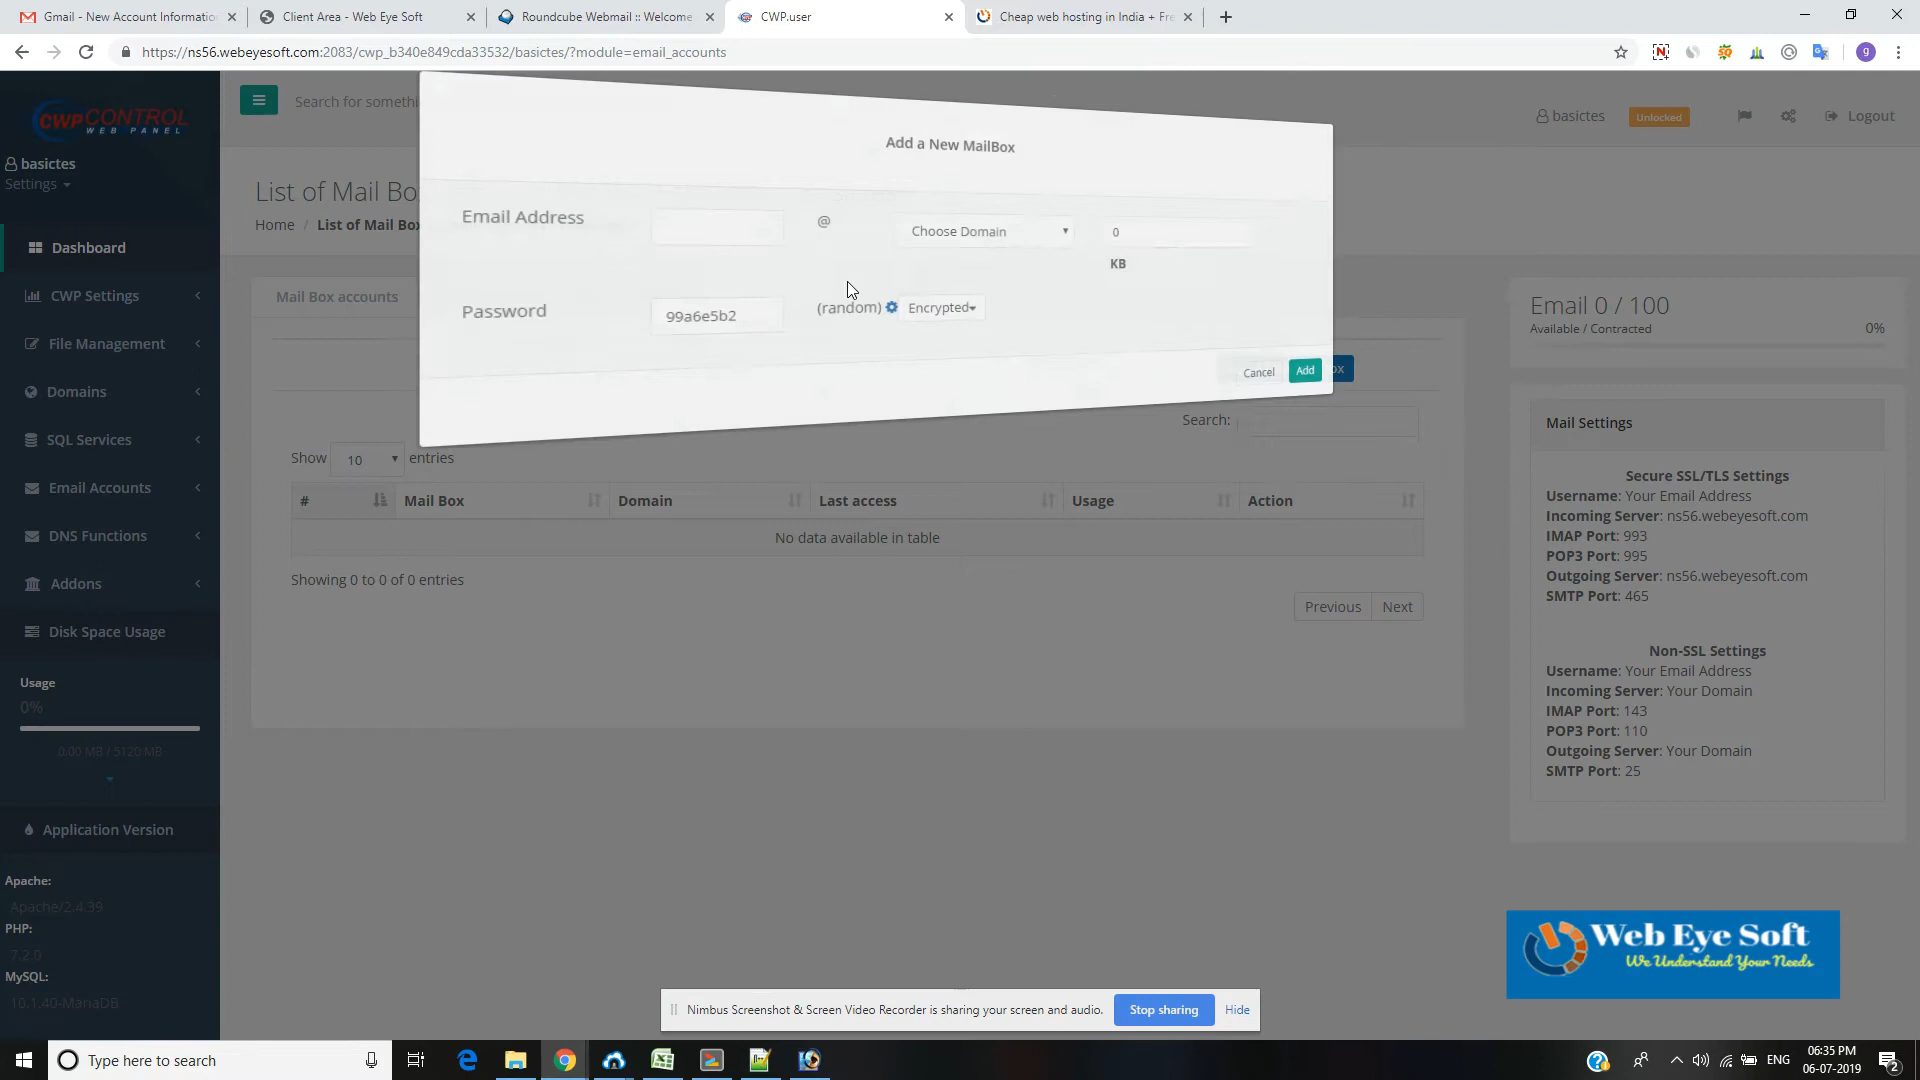 Gmail - New Account Informatio
Client Area - Web Eye Soft
Roundcube Webmail :: Welcome
CWP.user
Cheap web hosting in India + Fre
https://ns56.webeyesoft.com:2083/cwp_b340e849cda33532/basictes/?module=email_accounts
g
CWPCONTROL
WEB PANEL
basictes
Settings
Dashboard
CWP Settings
File Management
Domains
SQL Services
Email Accounts
DNS Functions
Addons
Disk Space Usage
Usage
0%
0.00 MB / 5120 MB
Application Version
Apache:
Apache/2.4.39
PHP:
7.2.0
MySQL:
10.1.40-MariaDB
Search for somethi
basictes
Unlocked
Logout
List of Mail Bo
Home / List of Mail Box
Mail Box accounts
Add a New MailBox
Email Address
@
Choose Domain
0
KB
Password
99a6e5b2
(random)
Encrypted
Cancel
Add
ox
Search:
Show 10 entries
# Mail Box Domain Last access Usage Action
No data available in table
Showing 0 to 0 of 0 entries
Previous
Next
Email 0 / 100
Available / Contracted 0%
Mail Settings
Secure SSL/TLS Settings
Username: Your Email Address
Incoming Server: ns56.webeyesoft.com
IMAP Port: 993
POP3 Port: 995
Outgoing Server: ns56.webeyesoft.com
SMTP Port: 465
Non-SSL Settings
Username: Your Email Address
Incoming Server: Your Domain
IMAP Port: 143
POP3 Port: 110
Outgoing Server: Your Domain
SMTP Port: 25
Web Eye Soft
We Understand Your Needs
Nimbus Screenshot & Screen Video Recorder is sharing your screen and audio.
Stop sharing
Hide
Type here to search
ENG
06:35 PM
06-07-2019
2